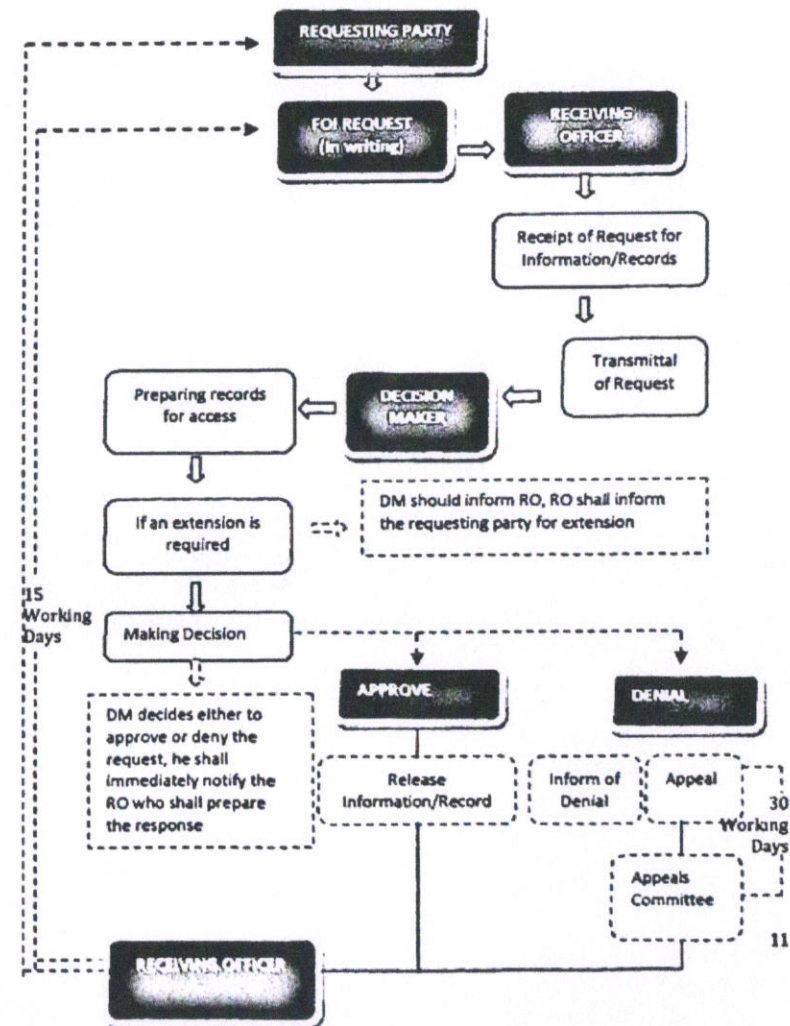 REQUESTING PARTY
FOI REQUEST
(in writing)
RECEIVING
OFFICER
Receipt of Request for
Information/Records
Transmittal
of Request
DECISION
MAKER
Preparing records
for access
DM should inform RO, RO shall inform
the requesting party for extension
If an extension is
required
15
Working
Days
Making Decision
APPROVE
DENIAL
DM decides either to
approve or deny the
request, he shall
immediately notify the
RO who shall prepare
the response
Release
Information/Record
Inform of
Denial
Appeal
30
Working
Days
Appeals
Committee
11
RECEIVING OFFICER